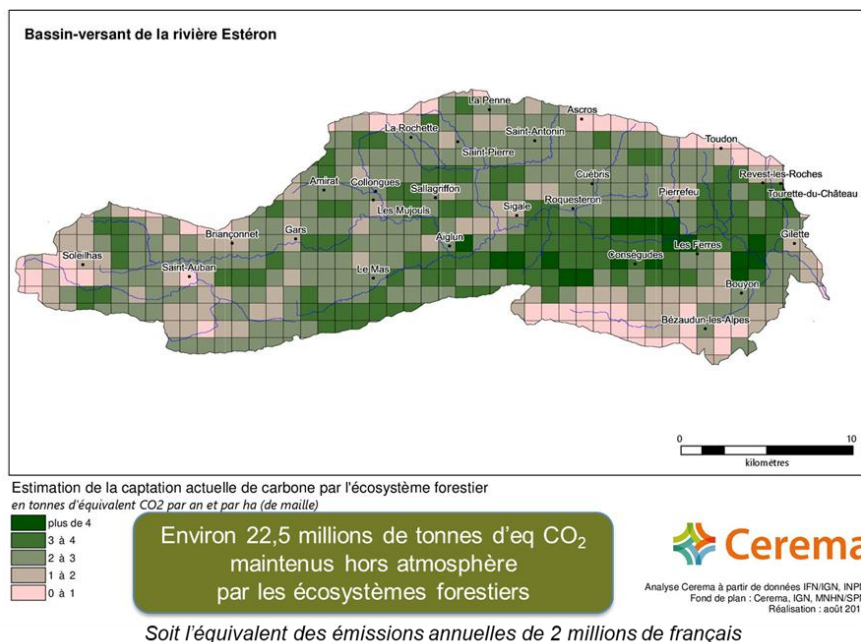 Bassin-versant de la rivière Estéron
La Penne
Ascros
La Rochette
Saint-Antonin
Toudon
Saint-Pierre
Revest-les-Roches
Amirat
Collongues
Cuébris
Tourette-du-Château
Sallagriffon
Pierrefeu
Les Mujouls
Sigale
Roquesteron
Briançonnet
Gars
Aiglun
Gilette
Les Ferres
Soleilhas
Conségudes
Saint-Auban
Le Mas
Bouyon
Bézaudun-les-Alpes
0 10
kilomètres
Estimation de la captation actuelle de carbone par l'écosystème forestier
en tonnes d'équivalent CO2 par an et par ha (de maille)
plus de 4
3 à 4
2 à 3
1 à 2
0 à 1
Environ 22,5 millions de tonnes d'eq CO₂
maintenus hors atmosphère
par les écosystèmes forestiers
Cerema
Analyse Cerema à partir de données IFN/IGN, INPN
Fond de plan : Cerema, IGN, MNHN/SP
Réalisation : août 201
Soit l'équivalent des émissions annuelles de 2 millions de français